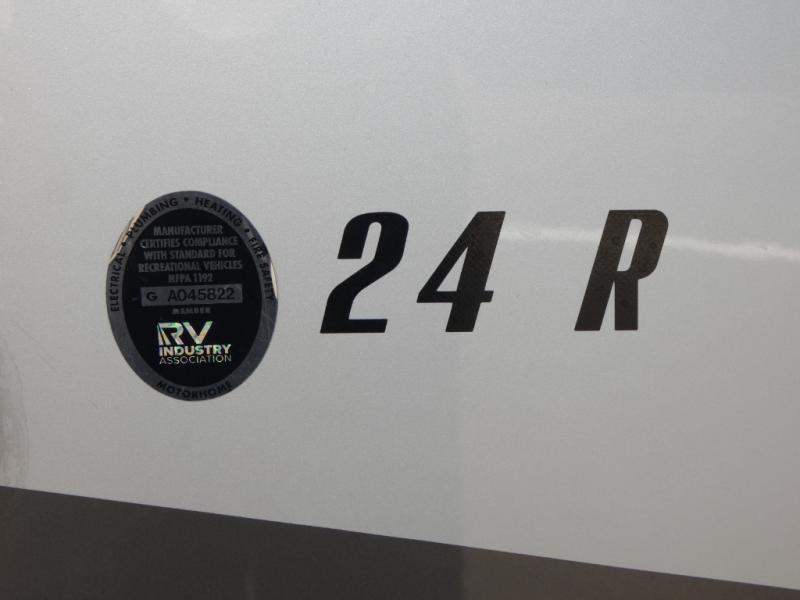 ELECTRICAL • PLUMBING • HEATING • FIRE SAFETY
MANUFACTURER
CERTIFIES COMPLIANCE
WITH STANDARD FOR
RECREATIONAL VEHICLES
NFPA 1192
G A045822
MEMBER
RV
INDUSTRY
ASSOCIATION
MOTORHOME
24 R